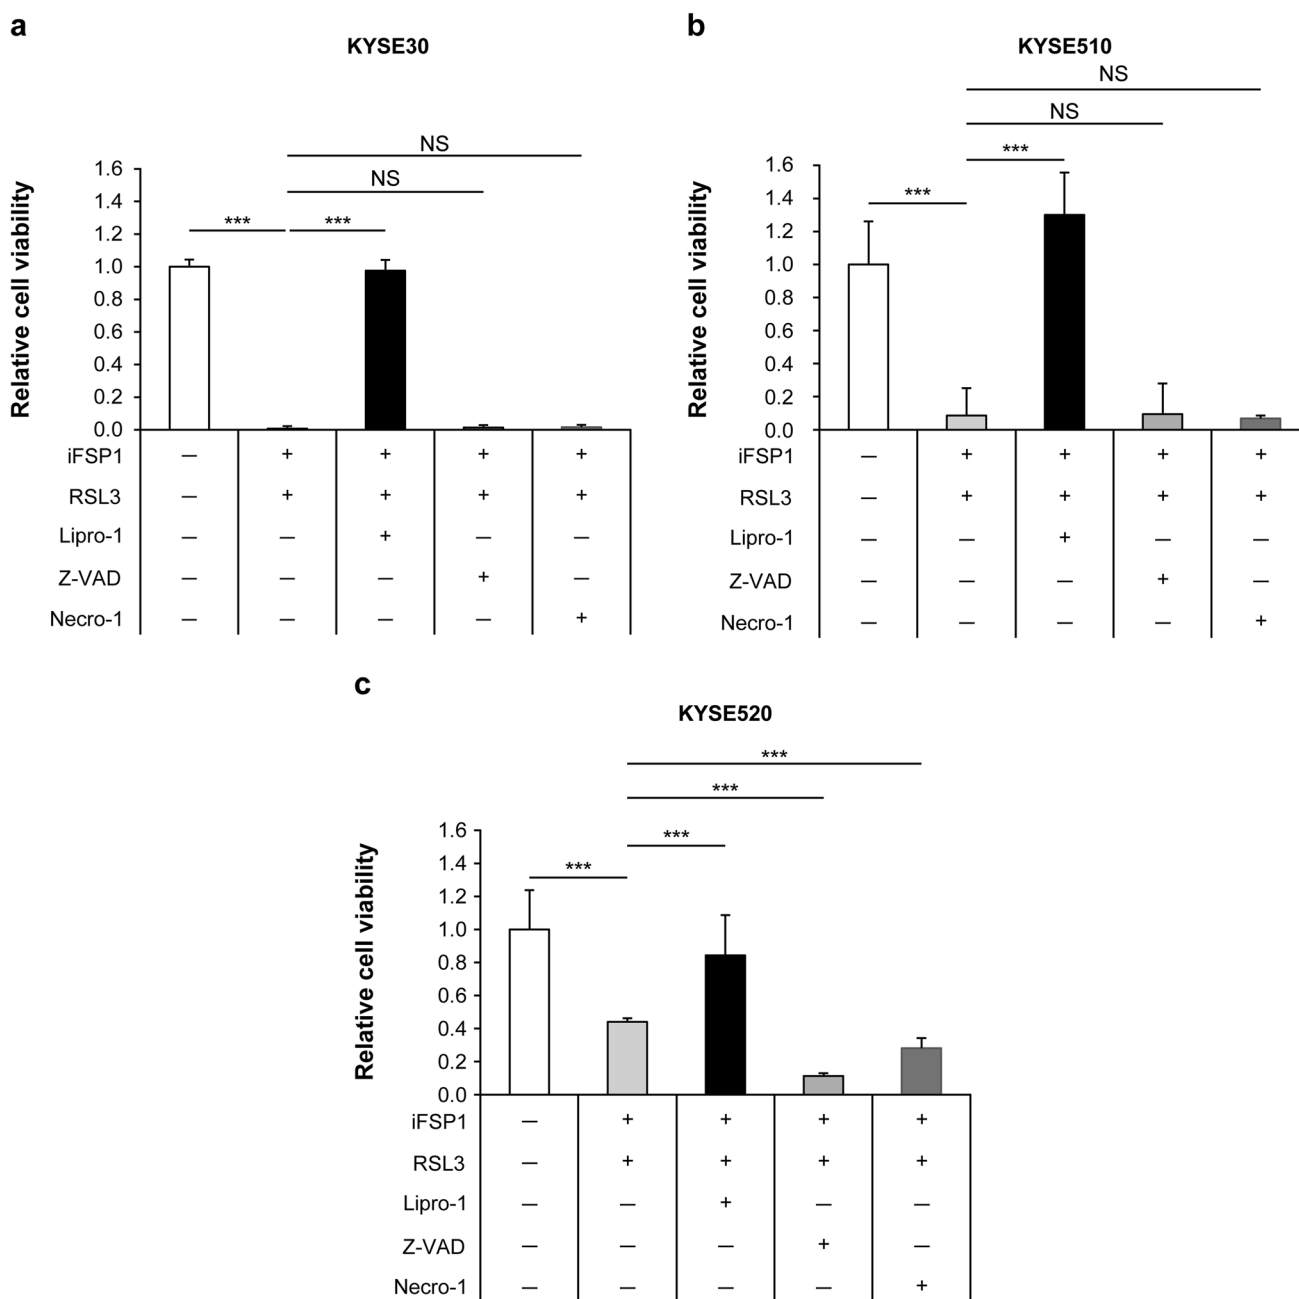 a
KYSE30
NS
NS
*** ***
Relative cell viability
1.6
1.4
1.2
1.0
0.8
0.6
0.4
0.2
0.0
iFSP1 — + + + +
RSL3 — + + + +
Lipro-1 — — + — —
Z-VAD — — — + —
Necro-1 — — — — +
b
KYSE510
NS
NS
***
***
Relative cell viability
1.6
1.4
1.2
1.0
0.8
0.6
0.4
0.2
0.0
iFSP1 — + + + +
RSL3 — + + + +
Lipro-1 — — + — —
Z-VAD — — — + —
Necro-1 — — — — +
c
KYSE520
***
***
***
***
Relative cell viability
1.6
1.4
1.2
1.0
0.8
0.6
0.4
0.2
0.0
iFSP1 — + + + +
RSL3 — + + + +
Lipro-1 — — + — —
Z-VAD — — — + —
Necro-1 — — — — +